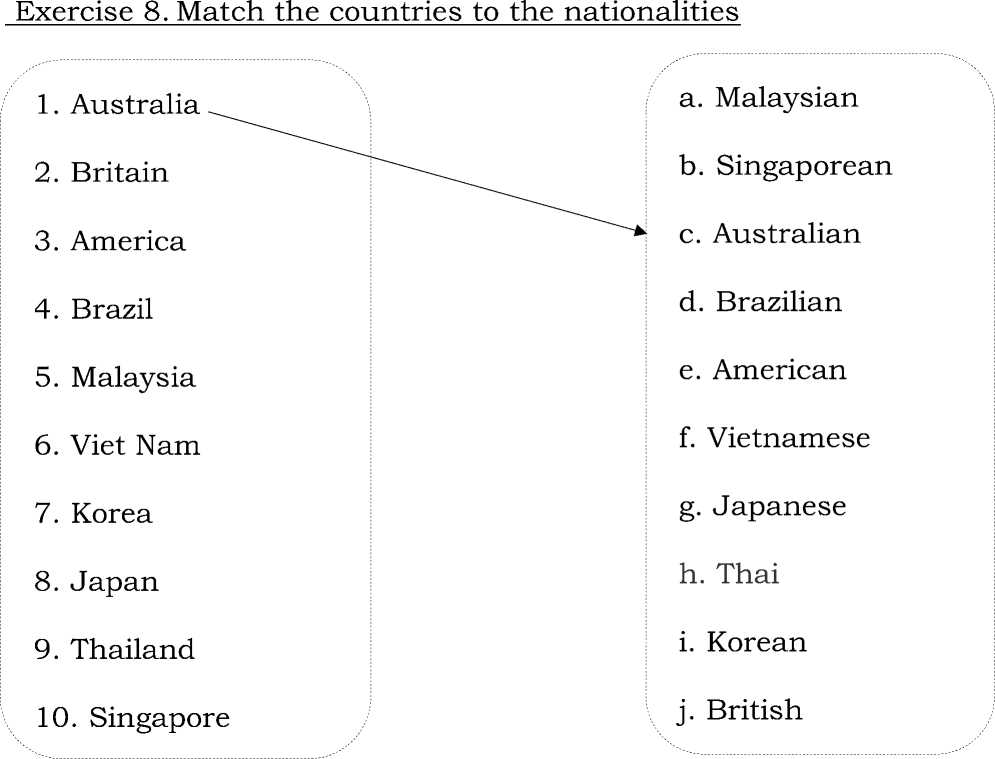 Exercise 8. Match the countries to the nationalities
1. Australia
2. Britain
3. America
4. Brazil
5. Malaysia
6. Viet Nam
7. Korea
8. Japan
9. Thailand
10. Singapore
a. Malaysian
b. Singaporean
c. Australian
d. Brazilian
e. American
f. Vietnamese
g. Japanese
h. Thai
i. Korean
j. British